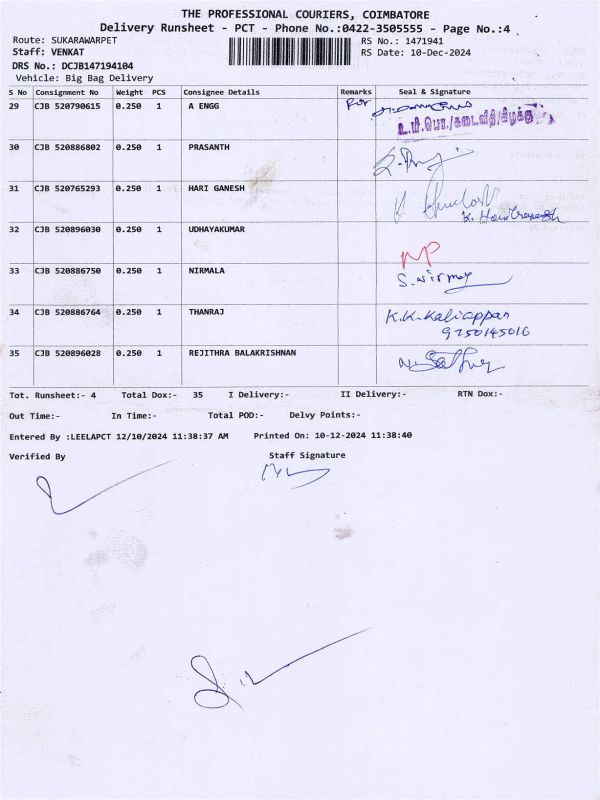 THE PROFESSIONAL COURIERS, COIMBATORE
Delivery Runsheet - PCT - Phone No.:0422-3505555 - Page No.:4
Route: SUKARAWARPET
RS No.: 1471941
Staff: VENKAT
RS Date: 10-Dec-2024
DRS No.: DCJB147194104
Vehicle: Big Bag Delivery
S No Consignment No Weight PCS Consignee Details Remarks Seal & Signature
29 CJB 520790615 0.250 1 A ENGG
உ.மி.பொ./கடைவீதி/கிழக்கு
30 CJB 520886802 0.250 1 PRASANTH
31 CJB 520765293 0.250 1 HARI GANESH
32 CJB 520896030 0.250 1 UDHAYAKUMAR
33 CJB 520886750 0.250 1 NIRMALA S. Nirmala
34 CJB 520886764 0.250 1 THANRAJ K.K. Kaliappan
9250145016
35 CJB 520896028 0.250 1 REJITHRA BALAKRISHNAN
Tot. Runsheet:- 4 Total Dox:- 35 I Delivery:- II Delivery:- RTN Dox:-
Out Time:- In Time:- Total POD:- Delvy Points:-
Entered By :LEELAPCT 12/10/2024 11:38:37 AM Printed On: 10-12-2024 11:38:40
Verified By Staff Signature